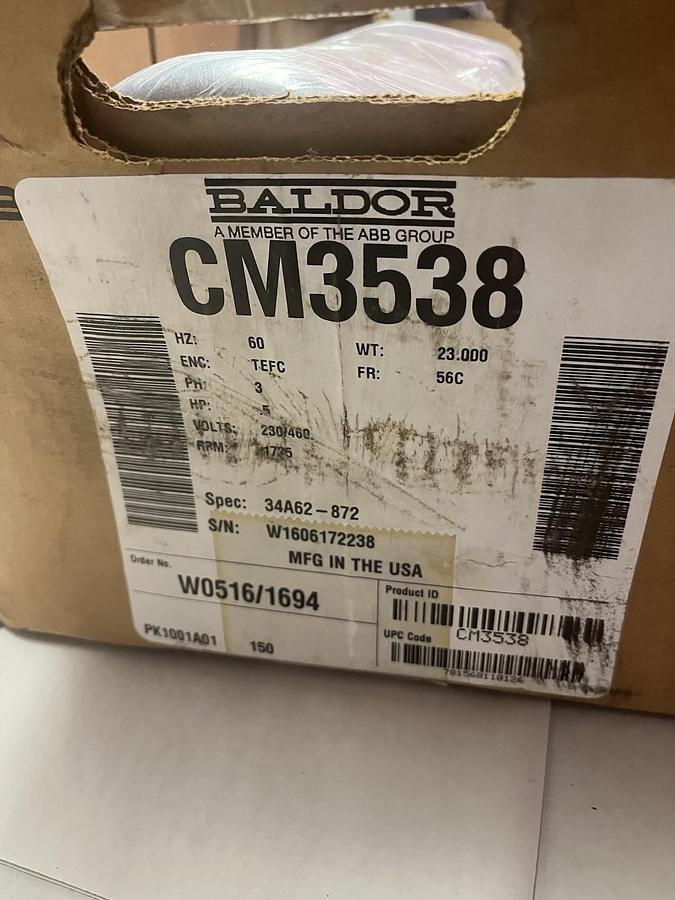 BALDOR
A MEMBER OF THE ABB GROUP
CM3538
HZ: 60
WT: 23.000
ENC: TEFC
FR: 56C
PH: 3
HP: .5
VOLTS: 230/460
RPM: 1725
Spec: 34A62-872
S/N: W1606172238
MFG IN THE USA
Order No.
W0516/1694
PK1001A01 150
Product ID
CM3538
UPC Code
781568110126